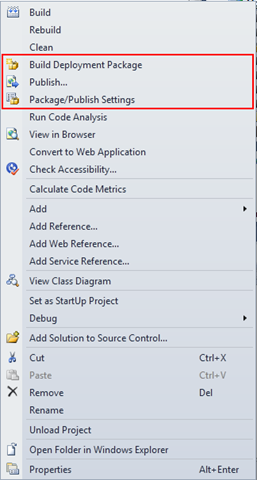 Build
Rebuild
Clean
Build Deployment Package
Publish...
Package/Publish Settings
Run Code Analysis
View in Browser
Convert to Web Application
Check Accessibility...
Calculate Code Metrics
Add
Add Reference...
Add Web Reference...
Add Service Reference...
View Class Diagram
Set as StartUp Project
Debug
Add Solution to Source Control...
Cut Ctrl+X
Paste Ctrl+V
Remove Del
Rename
Unload Project
Open Folder in Windows Explorer
Properties Alt+Enter